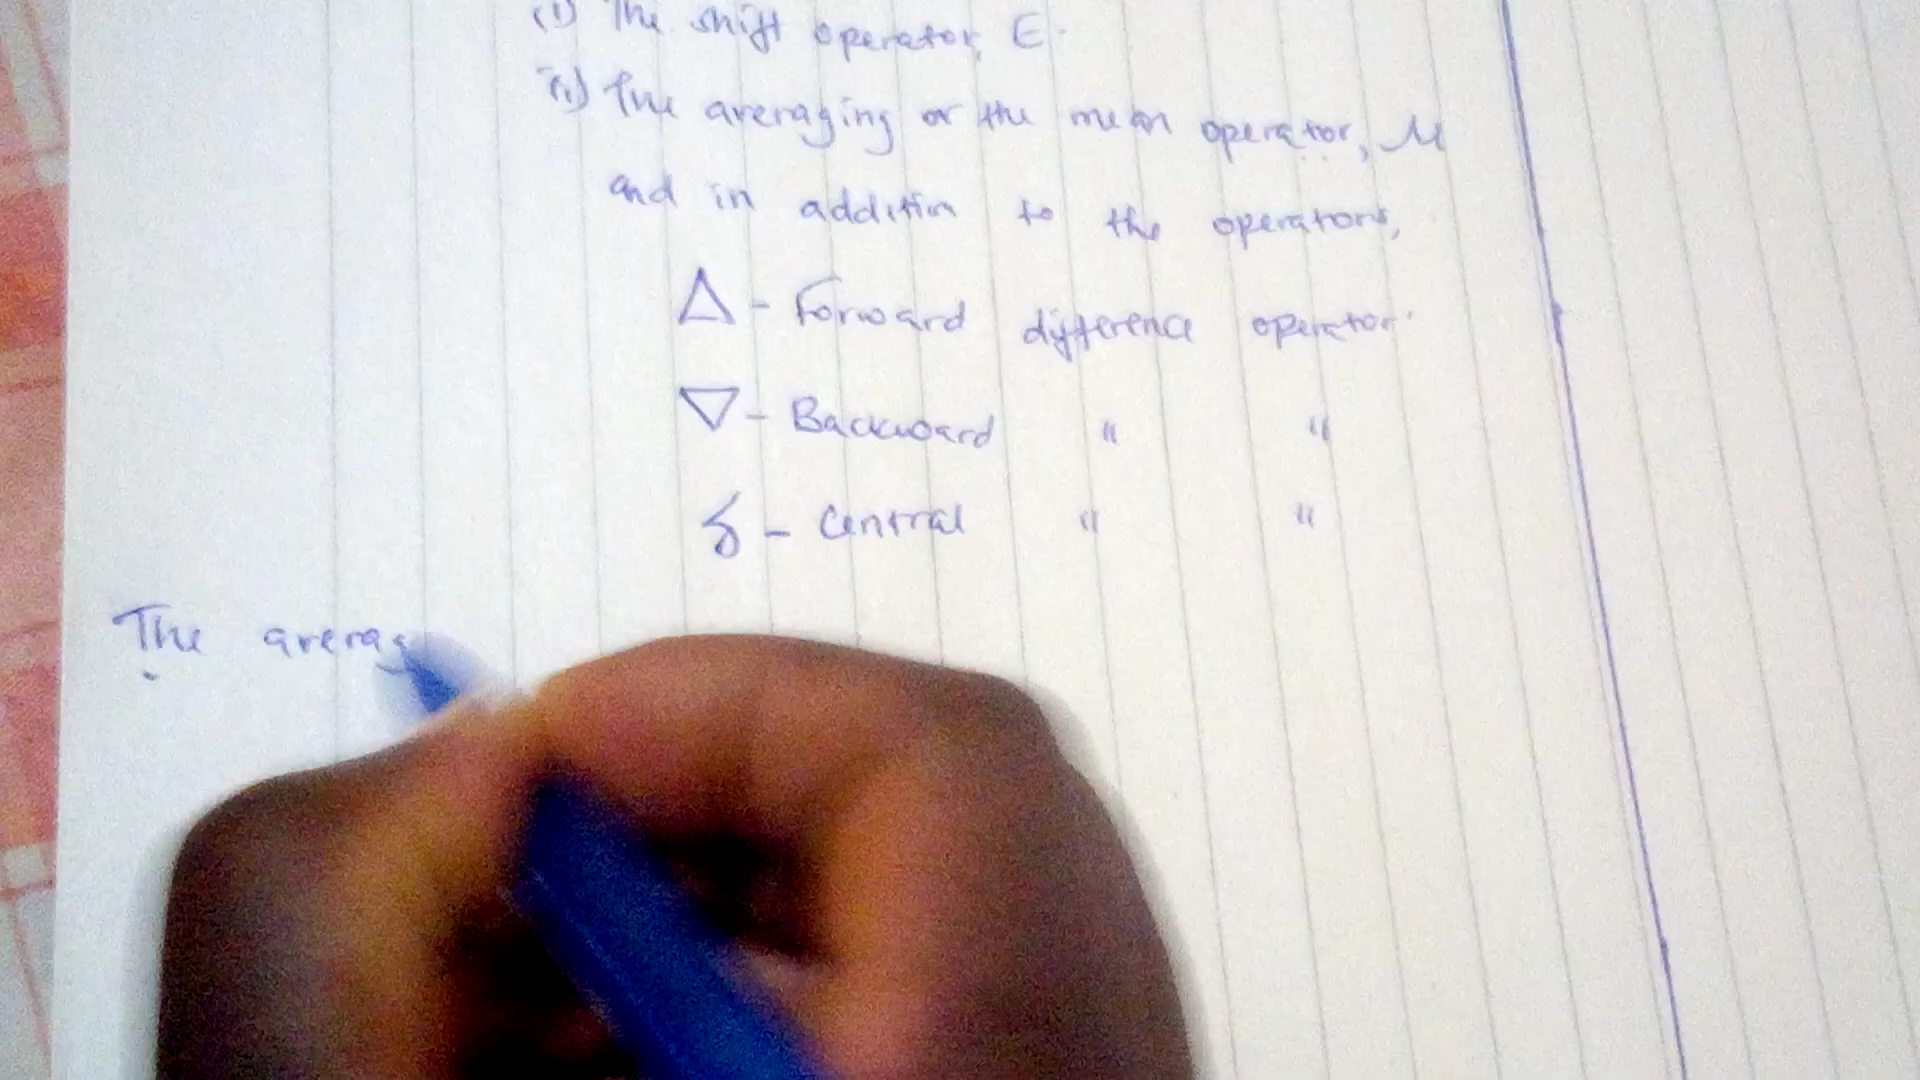 (i) The shift operator, E.
ii) The averaging or the mean operator, μ
and in addition to the operators,
Δ - Forward difference operator.
∇ - Backward " "
δ - Central " "
The averag